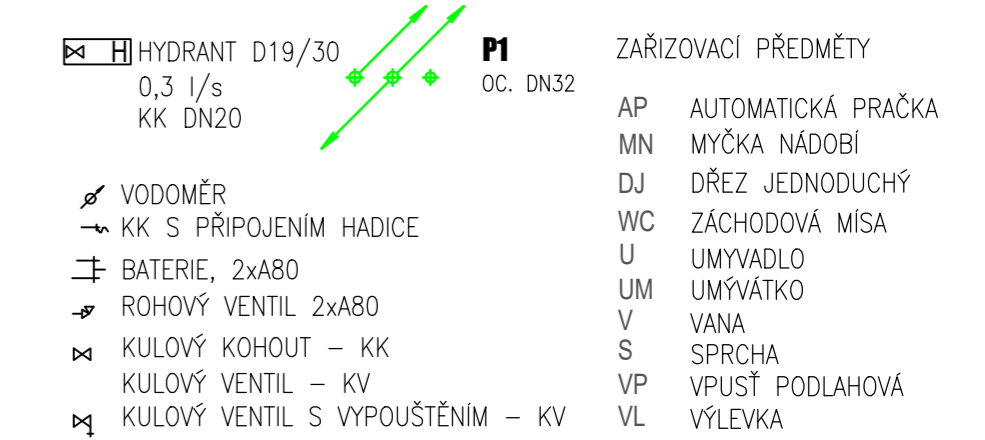 H HYDRANT D19/30
0,3 l/s
KK DN20
P1
OC. DN32
VODOMĚR
KK S PŘIPOJENÍM HADICE
BATERIE, 2xA80
ROHOVÝ VENTIL 2xA80
KULOVÝ KOHOUT – KK
KULOVÝ VENTIL – KV
KULOVÝ VENTIL S VYPOUŠTĚNÍM – KV
ZAŘIZOVACÍ PŘEDMĚTY
AP AUTOMATICKÁ PRAČKA
MN MYČKA NÁDOBÍ
DJ DŘEZ JEDNODUCHÝ
WC ZÁCHODOVÁ MÍSA
U UMYVADLO
UM UMÝVÁTKO
V VANA
S SPRCHA
VP VPUSŤ PODLAHOVÁ
VL VÝLEVKA